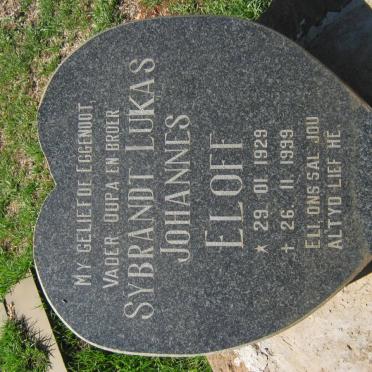 MY GELIEFDE EGGENOOT,
VADER, OUPA EN BROER
SYBRANDT LUKAS
JOHANNES
ELOFF
* 29. 01. 1929
+ 26. 11. 1999
ELI, ONS SAL JOU
ALTYD LIEF HÊ.